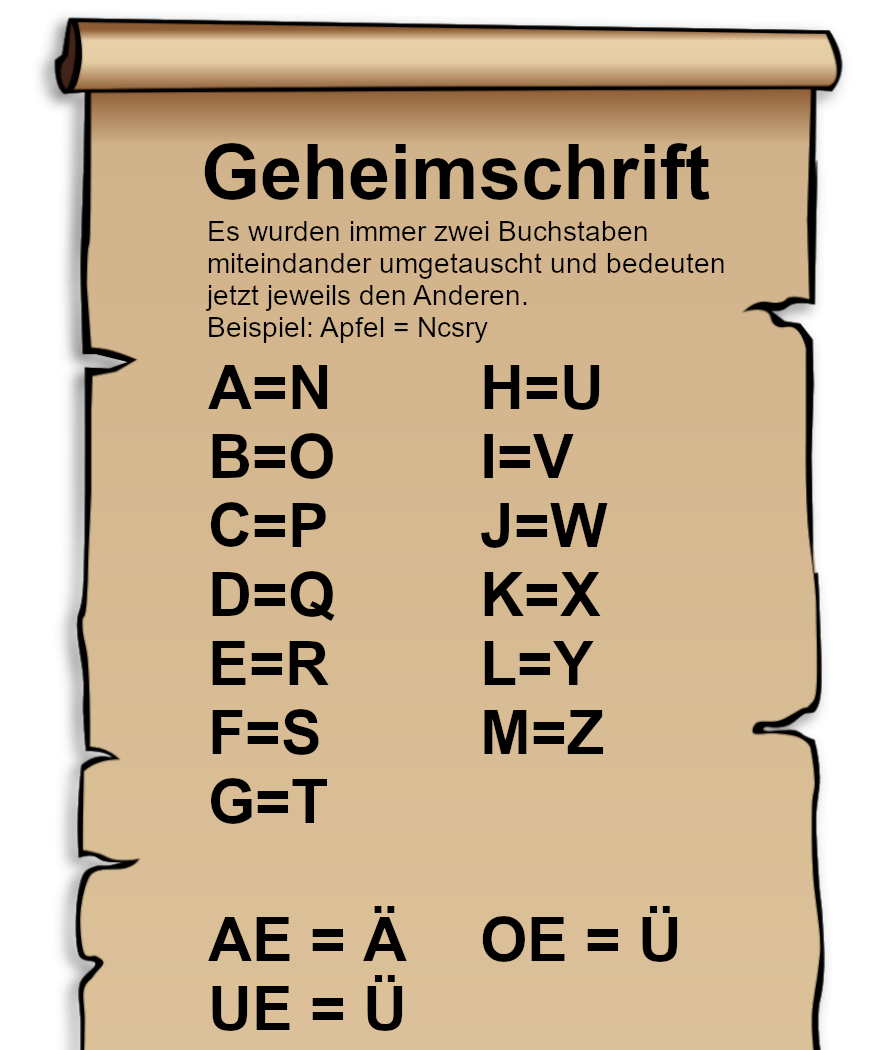 Geheimschrift
Es wurden immer zwei Buchstaben
miteindander umgetauscht und bedeuten
jetzt jeweils den Anderen.
Beispiel: Apfel = Ncsry
A=N H=U
B=O I=V
C=P J=W
D=Q K=X
E=R L=Y
F=S M=Z
G=T
AE = Ä OE = Ü
UE = Ü